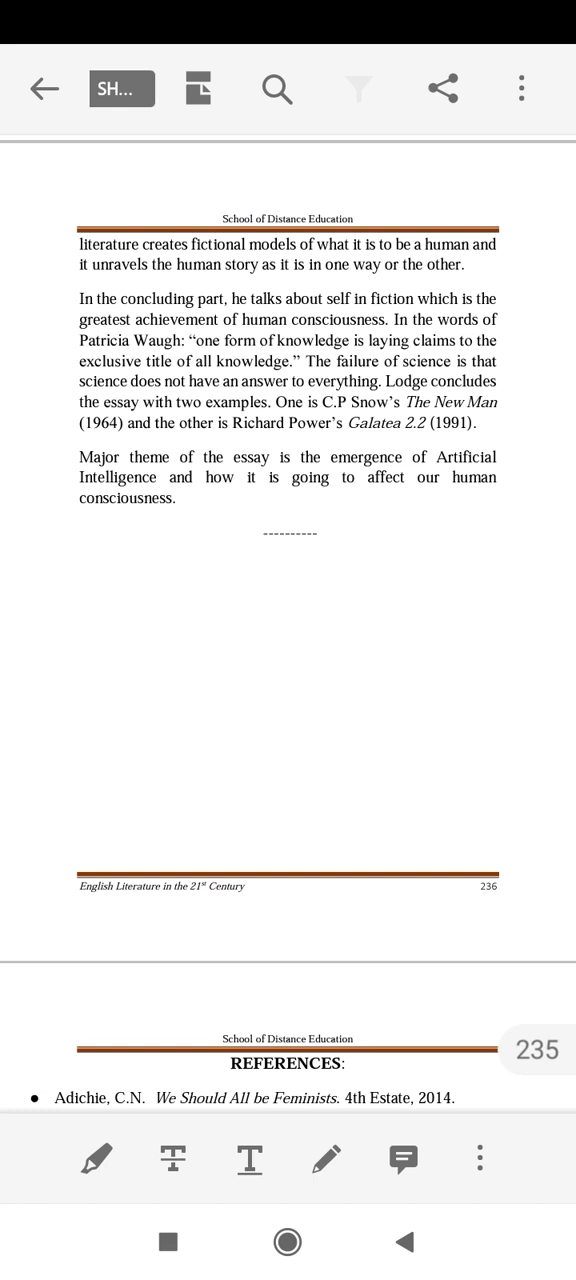 SH...
School of Distance Education
literature creates fictional models of what it is to be a human and
it unravels the human story as it is in one way or the other.
In the concluding part, he talks about self in fiction which is the
greatest achievement of human consciousness. In the words of
Patricia Waugh: “one form of knowledge is laying claims to the
exclusive title of all knowledge.” The failure of science is that
science does not have an answer to everything. Lodge concludes
the essay with two examples. One is C.P Snow’s The New Man
(1964) and the other is Richard Power’s Galatea 2.2 (1991).
Major theme of the essay is the emergence of Artificial
Intelligence and how it is going to affect our human
consciousness.
----------
English Literature in the 21st Century 236
School of Distance Education
235
REFERENCES:
● Adichie, C.N. We Should All be Feminists. 4th Estate, 2014.